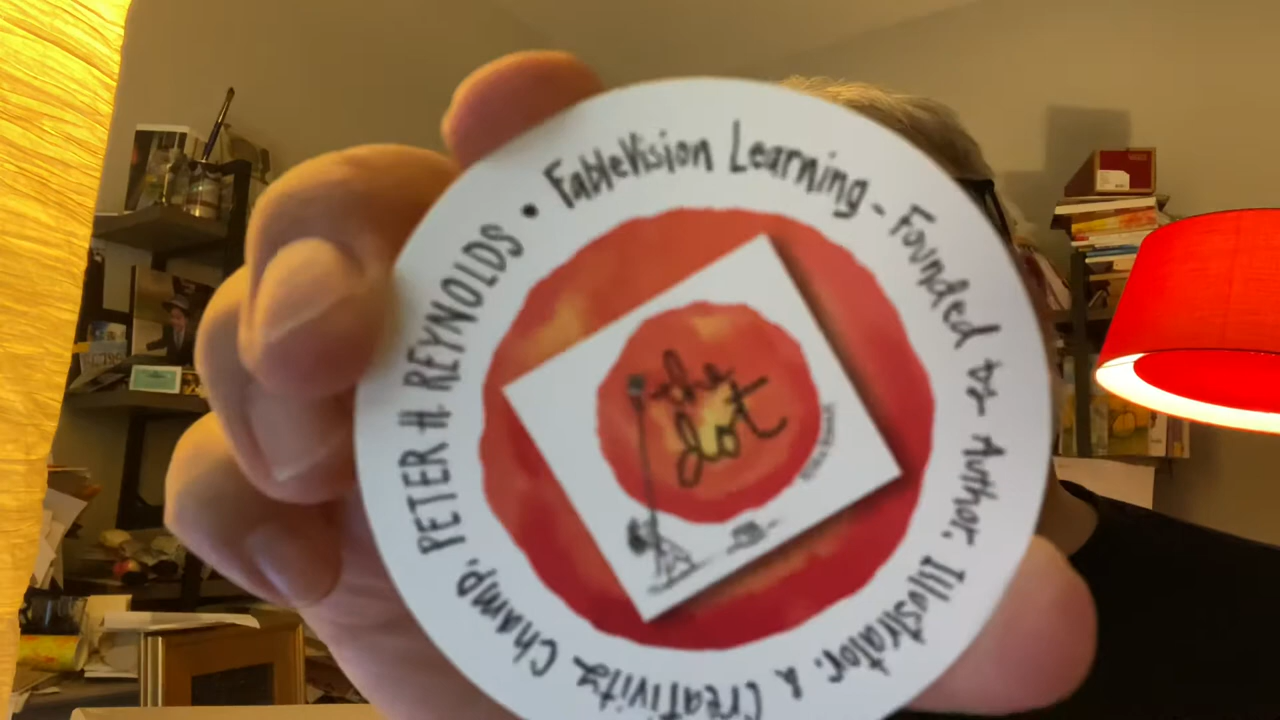 FableVision Learning - Founded by Author, Illustrator, & Creativity Champ, PETER H. REYNOLDS •
the
dot